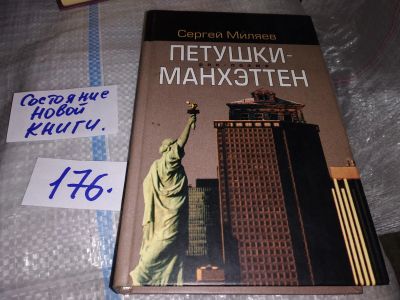 Сергей Миляев
ПЕТУШКИ-
МАНХЭТТЕН
Состояние
новой
книги.
176.